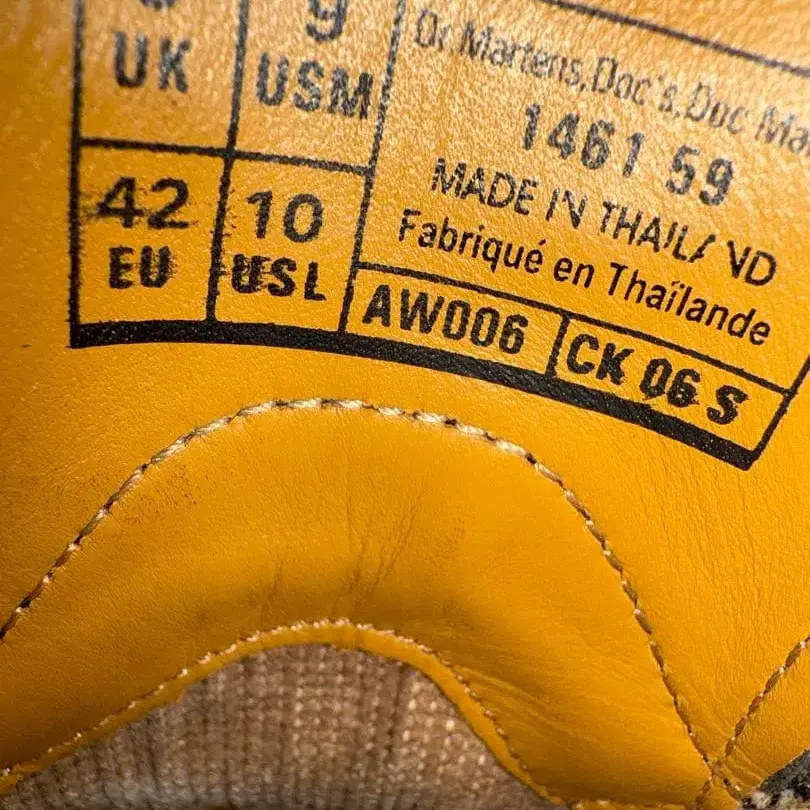 UK
9
USM
42
EU
10
USL
Dr Martens,Doc's,Doc
1461 59
MADE IN THAILAND
Fabriqué en Thaïlande
AW006
CK 06 S